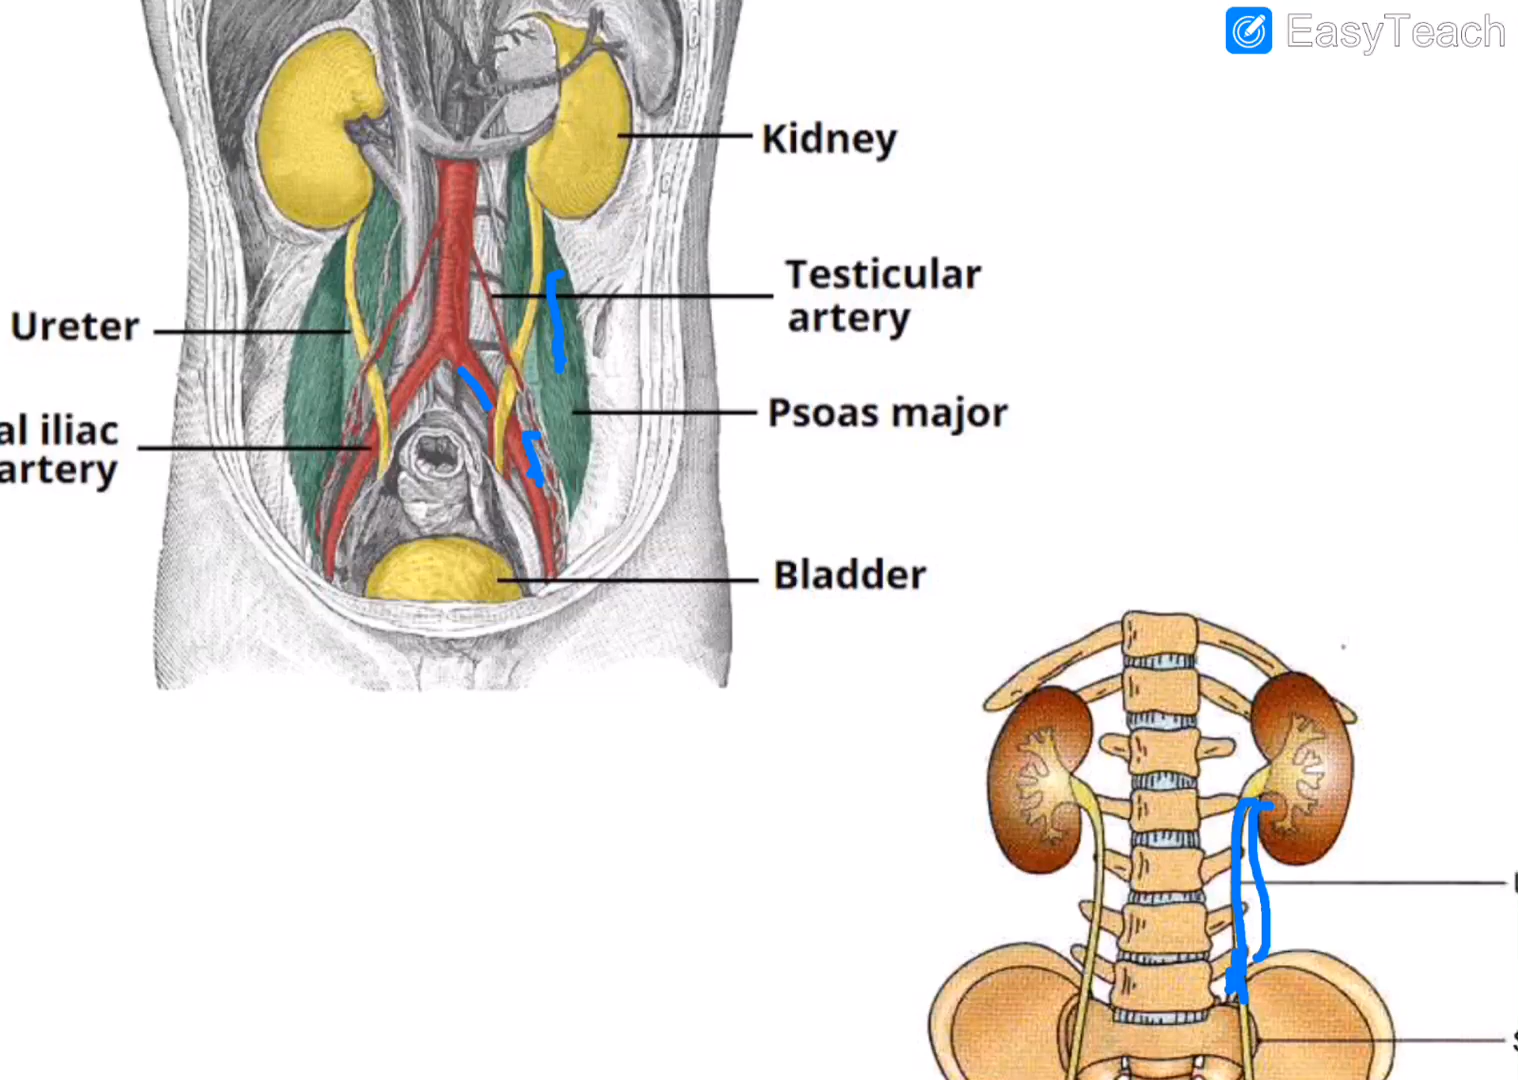 EasyTeach
Kidney
Testicular
artery
Ureter
Psoas major
al iliac
artery
Bladder